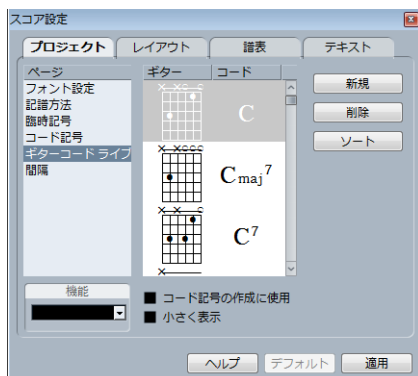 スコア設定
プロジェクト レイアウト 譜表 テキスト
ページ
フォント設定
記譜方法
臨時記号
コード記号
ギターコード ライブ
間隔
機能
ギター コード
C
Cmaj7
C7
コード記号の作成に使用
小さく表示
新規
削除
ソート
ヘルプ デフォルト 適用